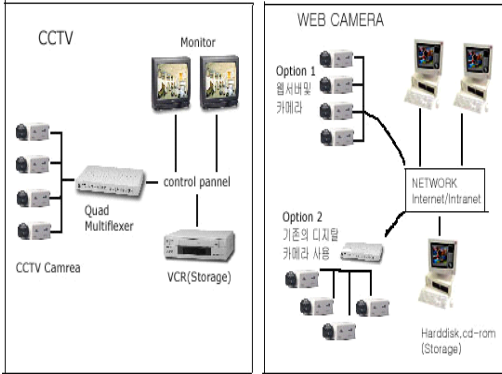 CCTV
Monitor
control pannel
Quad
Multiflexer
CCTV Camrea
VCR(Storage)
WEB CAMERA
Option 1
웹서버및
카메라
NETWORK
Internet/Intranet
Option 2
기존의 디지탈
카메라 사용
Harddisk,cd-rom
(Storage)